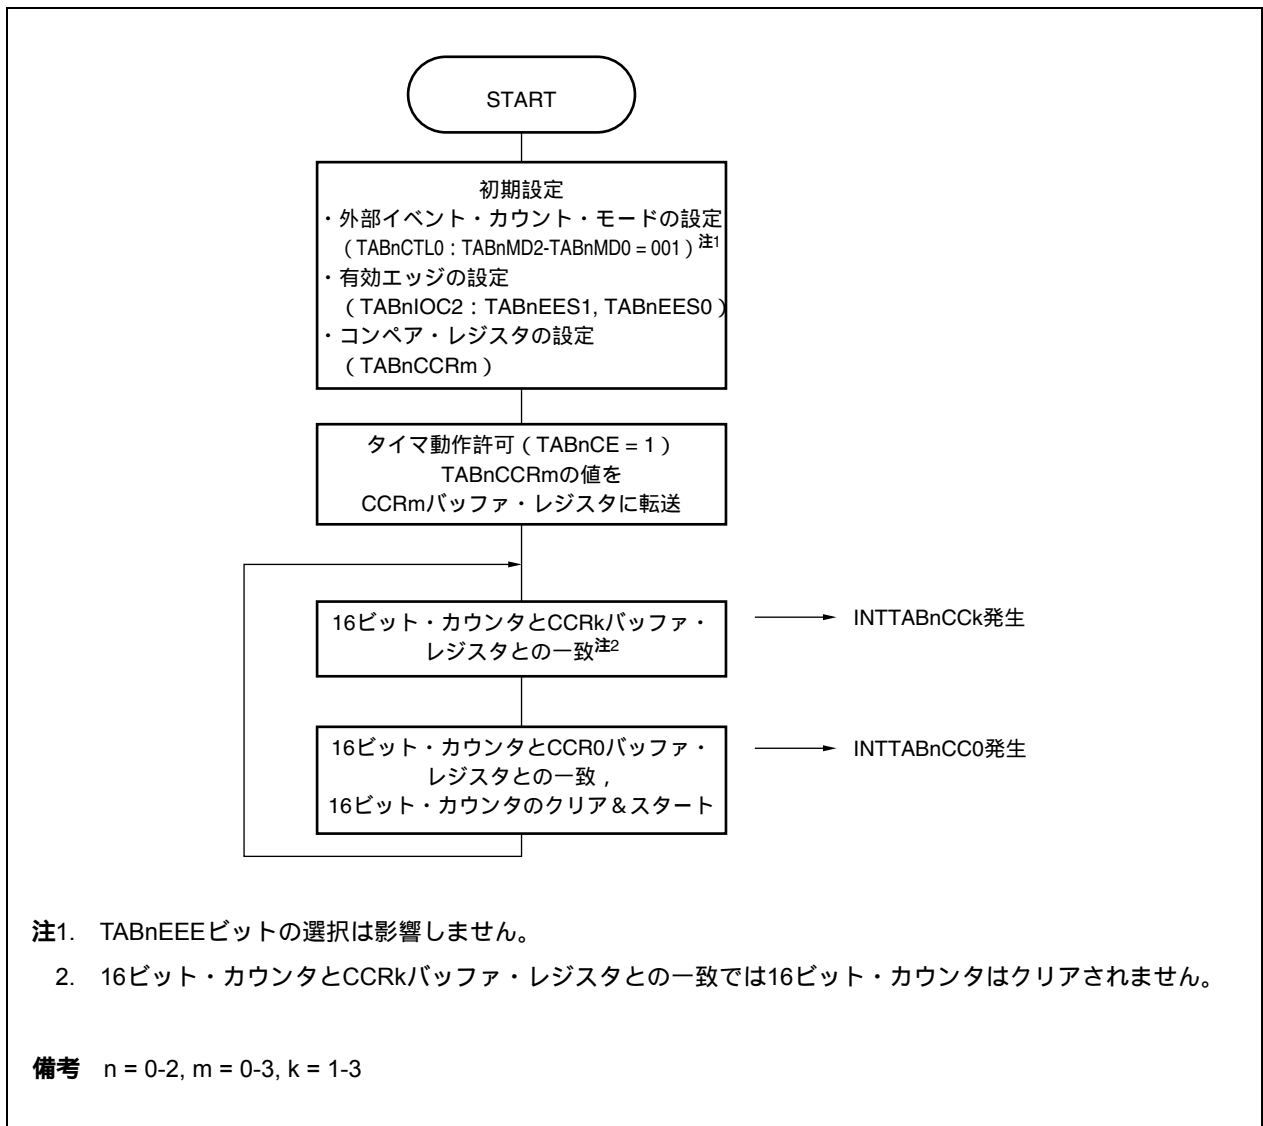 START
初期設定
・外部イベント・カウント・モードの設定
（TABnCTL0：TABnMD2-TABnMD0 = 001）注1
・有効エッジの設定
（TABnIOC2：TABnEES1, TABnEES0）
・コンペア・レジスタの設定
（TABnCCRm）
タイマ動作許可（TABnCE = 1）
TABnCCRmの値を
CCRmバッファ・レジスタに転送
16ビット・カウンタとCCRkバッファ・
レジスタとの一致注2
INTTABnCCk発生
16ビット・カウンタとCCR0バッファ・
レジスタとの一致，
16ビット・カウンタのクリア＆スタート
INTTABnCC0発生
注1. TABnEEEビットの選択は影響しません。
2. 16ビット・カウンタとCCRkバッファ・レジスタとの一致では16ビット・カウンタはクリアされません。
備考 n = 0-2, m = 0-3, k = 1-3